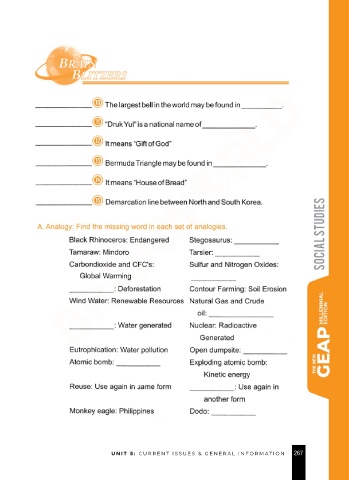 BRAIN
BLITZERS
______________ 10 The largest bell in the world may be found in __________.
______________ "Druk Yul" is a national name of _____________.
______________ 12 It means "Gift of God"
______________ Bermuda Triangle may be found in _____________.
______________ 14 It means "House of Bread"
______________ 15 Demarcation line between North and South Korea.
A. Analogy: Find the missing word in each set of analogies.
Black Rhinoceros: Endangered Stegosaurus: ___________
Tamaraw: Mindoro Tarsier: ___________
Carbondioxide and CFC's: Sulfur and Nitrogen Oxides:
Global Warming ___________
___________: Deforestation Contour Farming: Soil Erosion
Wind Water: Renewable Resources Natural Gas and Crude
oil: ________________
___________: Water generated Nuclear: Radioactive
Generated
Eutrophication: Water pollution Open dumpsite: ___________
Atomic bomb: ___________ Exploding atomic bomb:
Kinetic energy
Reuse: Use again in same form ___________: Use again in
another form
Monkey eagle: Philippines Dodo: ___________
SOCIAL STUDIES
THE NEW
GEAP MILLENNIAL
EDITION
UNIT 5: CURRENT ISSUES & GENERAL INFORMATION 267